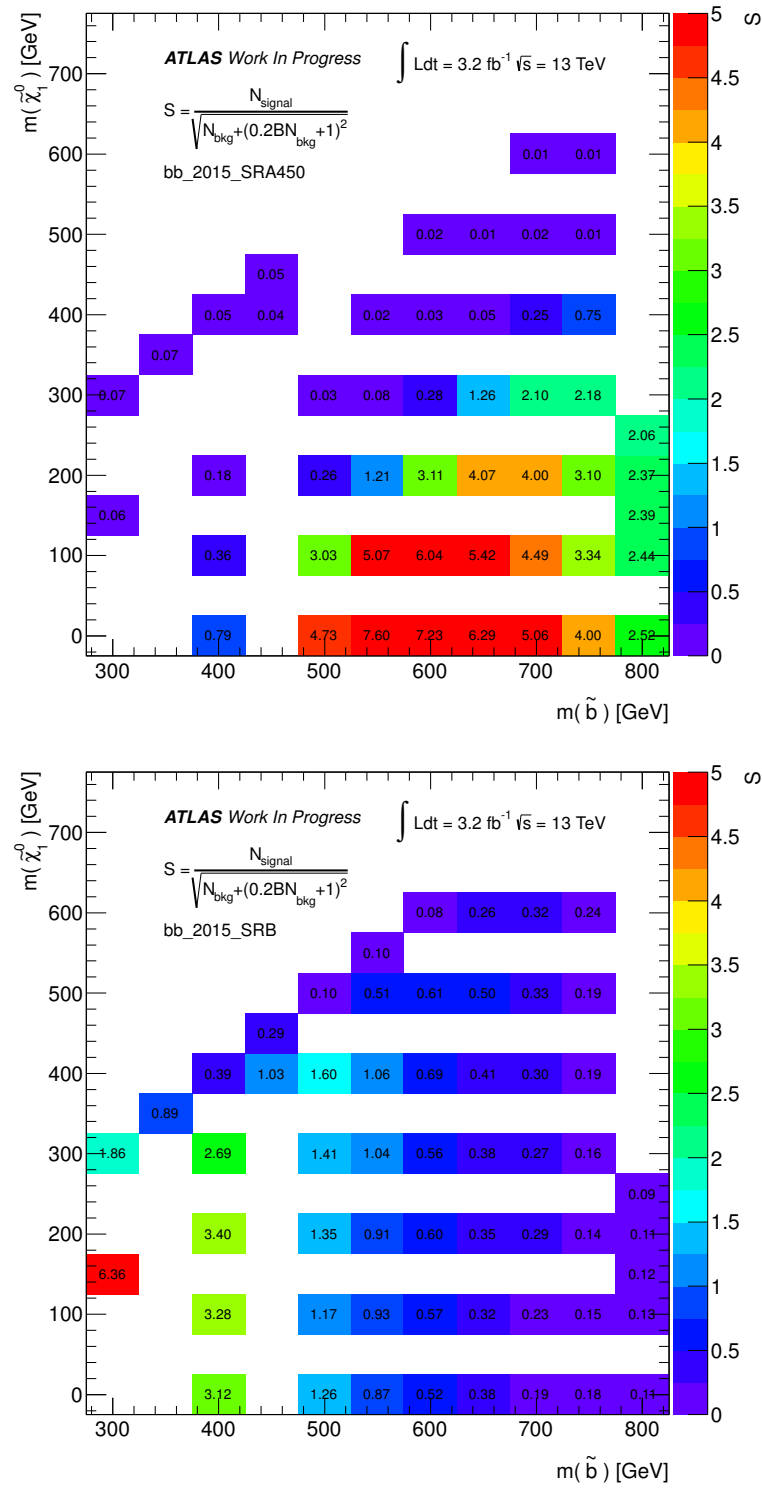 ATLAS Work In Progress ∫ Ldt = 3.2 fb⁻¹ √s = 13 TeV
S = N_signal / √(N_bkg+(0.2BN_bkg+1)²)
bb_2015_SRA450
m( χ̃₁⁰ ) [GeV]
700
600
500
400
300
200
100
0
0.01 0.01
0.02 0.01 0.02 0.01
0.05
0.05 0.04 0.02 0.03 0.05 0.25 0.75
0.07
0.07 0.03 0.08 0.28 1.26 2.10 2.18
2.06
0.18 0.26 1.21 3.11 4.07 4.00 3.10 2.37
0.06 2.39
0.36 3.03 5.07 6.04 5.42 4.49 3.34 2.44
0.79 4.73 7.60 7.23 6.29 5.06 4.00 2.52
300 400 500 600 700 800
m( b̃ ) [GeV]
S
5
4.5
4
3.5
3
2.5
2
1.5
1
0.5
0
ATLAS Work In Progress ∫ Ldt = 3.2 fb⁻¹ √s = 13 TeV
S = N_signal / √(N_bkg+(0.2BN_bkg+1)²)
bb_2015_SRB
m( χ̃₁⁰ ) [GeV]
700
600
500
400
300
200
100
0
0.08 0.26 0.32 0.24
0.10
0.10 0.51 0.61 0.50 0.33 0.19
0.29
0.39 1.03 1.60 1.06 0.69 0.41 0.30 0.19
0.89
1.86 2.69 1.41 1.04 0.56 0.38 0.27 0.16
0.09
3.40 1.35 0.91 0.60 0.35 0.29 0.14 0.11
6.36 0.12
3.28 1.17 0.93 0.57 0.32 0.23 0.15 0.13
3.12 1.26 0.87 0.52 0.38 0.19 0.18 0.11
300 400 500 600 700 800
m( b̃ ) [GeV]
S
5
4.5
4
3.5
3
2.5
2
1.5
1
0.5
0